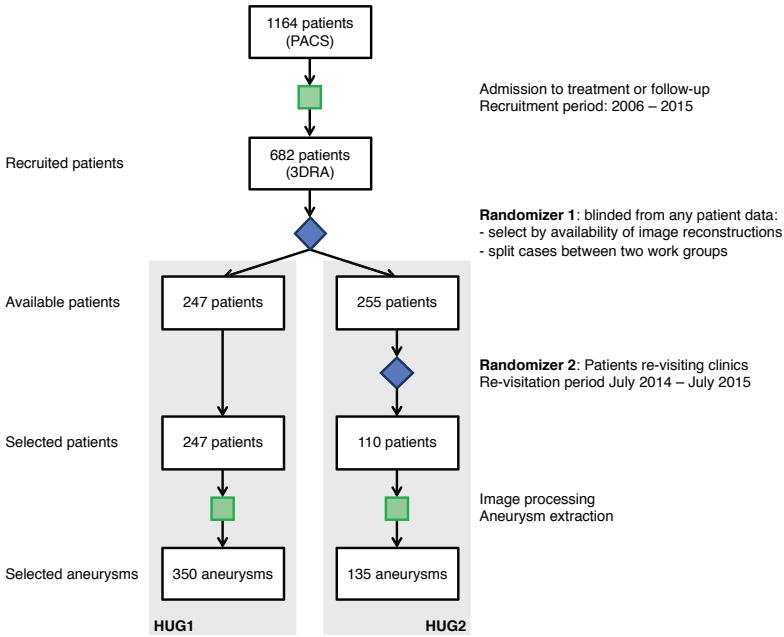 1164 patients
(PACS)
Admission to treatment or follow-up
Recruitment period: 2006 – 2015
Recruited patients
682 patients
(3DRA)
Randomizer 1: blinded from any patient data:
- select by availability of image reconstructions
- split cases between two work groups
Available patients
247 patients
255 patients
Randomizer 2: Patients re-visiting clinics
Re-visitation period July 2014 – July 2015
Selected patients
247 patients
110 patients
Image processing
Aneurysm extraction
Selected aneurysms
350 aneurysms
135 aneurysms
HUG1
HUG2